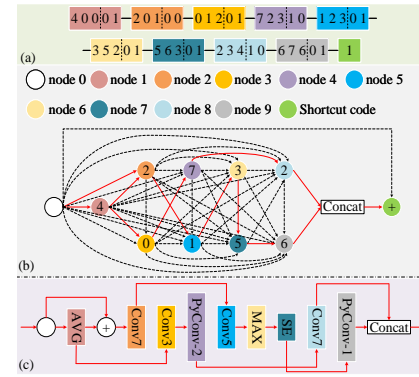 4 0 0 0 1 2 0 1 0 0 0 1 2 0 1 7 2 3 1 0 1 2 3 0 1
(a) 3 5 2 0 1 5 6 3 0 1 2 3 4 1 0 6 7 6 0 1 1
node 0 node 1 node 2 node 3 node 4 node 5
node 6 node 7 node 8 node 9 Shortcut code
2 7 3 2
4 Concat +
0 1 5 6
(b)
AVG + Conv7 Conv3 PyConv-2 Conv5 MAX SE Conv7 PyConv-1 Concat
(c)